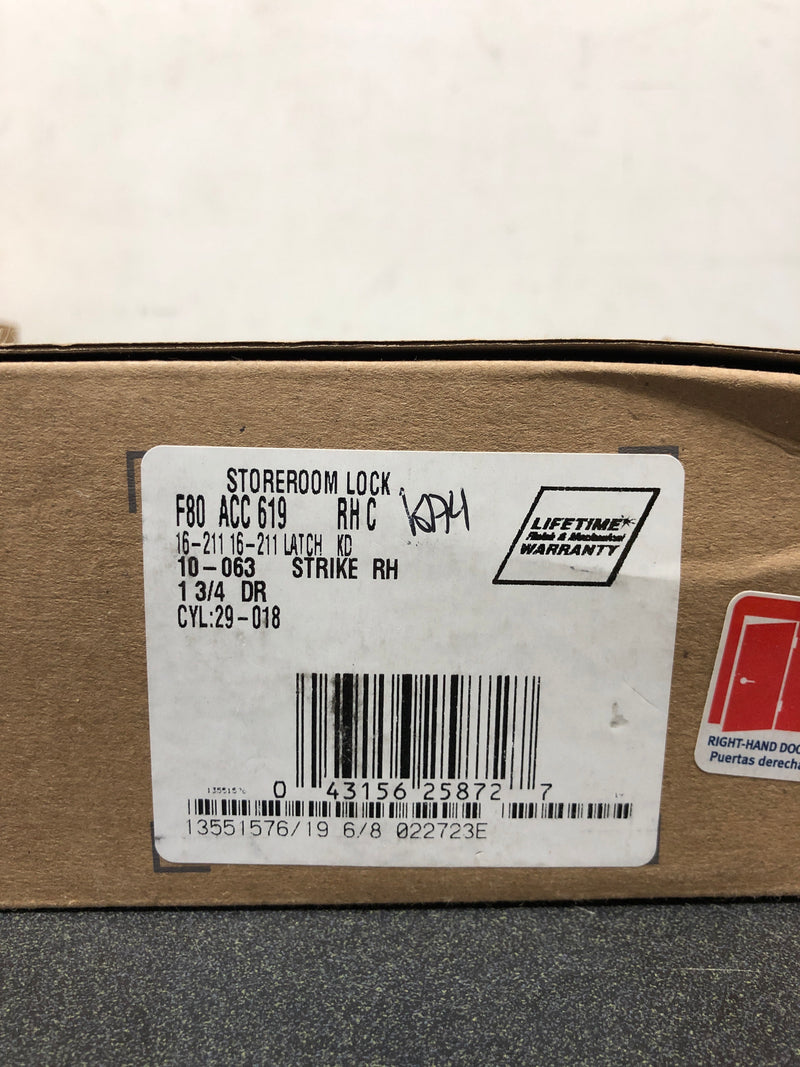 STOREROOM LOCK
F80 ACC 619 RH C
16-211 16-211 LATCH KD
10-063 STRIKE RH
1 3/4 DR
CYL:29-018
KA4
LIFETIME
Finish & Mechanical
WARRANTY
RIGHT-HAND DOO
Puertas derecha
13551576
0 43156 25872 7
13551576/19 6/8 022723E